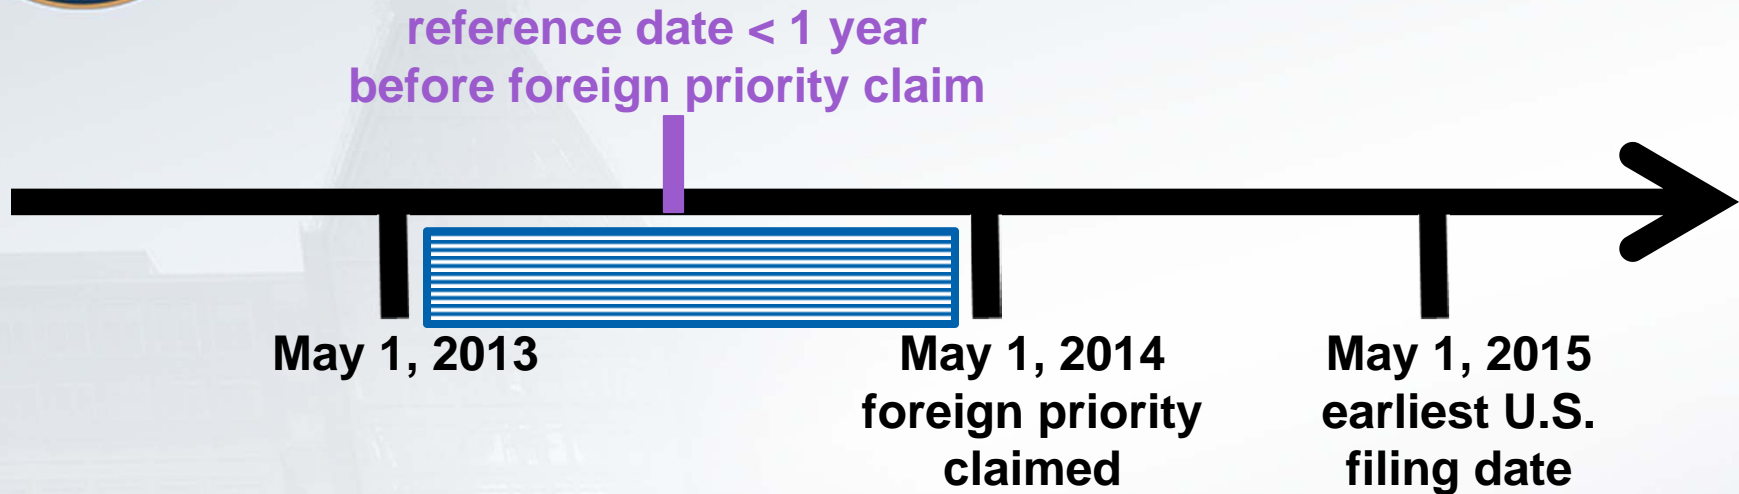 reference date < 1 year
before foreign priority claim
May 1, 2013
May 1, 2014
foreign priority
claimed
May 1, 2015
earliest U.S.
filing date